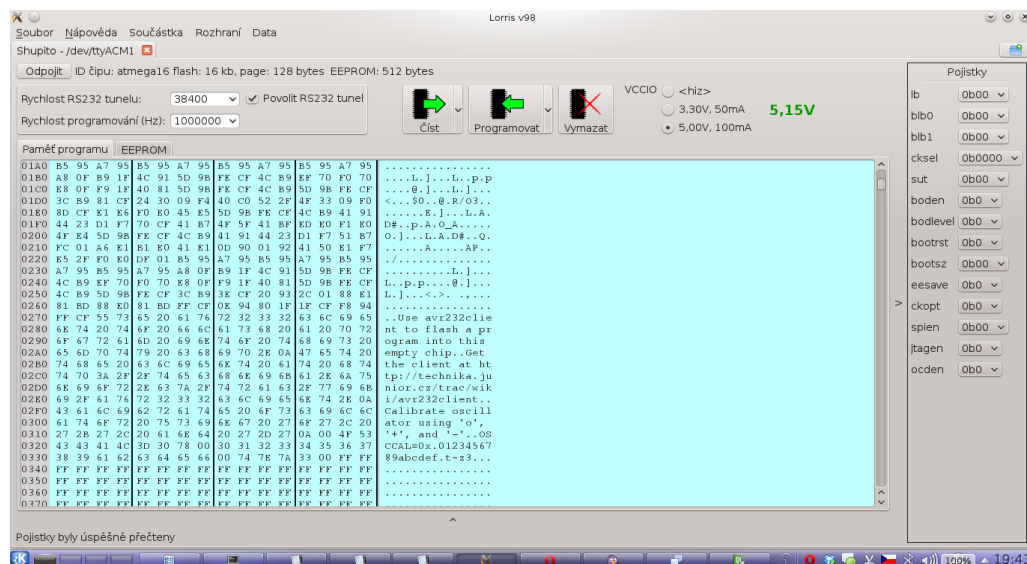 Lorris v98
Soubor Nápověda Součástka Rozhraní Data
Shupito - /dev/ttyACM1
Odpojit ID čipu: atmega16 flash: 16 kb, page: 128 bytes EEPROM: 512 bytes
Rychlost RS232 tunelu: 38400 Povolit RS232 tunel
Rychlost programování (Hz): 1000000
Číst Programovat Vymazat
VCCIO <hiz>
3,30V, 50mA
5,00V, 100mA
5,15V
Paměť programu EEPROM
01A0 B5 95 A7 95 B5 95 A7 95 B5 95 A7 95 B5 95 A7 95 ................
01B0 A8 0F B9 1F 4C 91 5D 9B FE CF 4C B9 EF 70 F0 70 ....L.]...L..p.p
01C0 E8 0F F9 1F 40 81 5D 9B FE CF 4C B9 5D 9B FE CF ....@.]...L.]...
01D0 3C B9 81 CF 24 30 09 F4 40 C0 52 2F 4F 33 09 F0 <...$0..@.R/O3..
01E0 8D CF E1 E6 F0 E0 45 E5 5D 9B FE CF 4C B9 41 91 ......E.]...L.A.
01F0 44 23 D1 F7 70 CF 41 B7 4F 5F 41 BF ED E0 F1 E0 D#..p.A.O_A.....
0200 4F E4 5D 9B FE CF 4C B9 41 91 44 23 D1 F7 51 B7 O.]...L.A.D#..Q.
0210 FC 01 A6 E1 B1 E0 41 E1 0D 90 01 92 41 50 E1 F7 ......A.....AP..
0220 E5 2F F0 E0 DF 01 B5 95 A7 95 B5 95 A7 95 B5 95 ./..............
0230 A7 95 B5 95 A7 95 A8 0F B9 1F 4C 91 5D 9B FE CF ..........L.]...
0240 4C B9 EF 70 F0 70 E8 0F F9 1F 40 81 5D 9B FE CF L..p.p....@.]...
0250 4C B9 5D 9B FE CF 3C B9 3E CF 20 93 2C 01 88 E1 L.]...<.>. .,...
0260 81 BD 88 E0 81 BD FF CF 0E 94 80 1F 1F CF F8 94 ................
0270 FF CF 55 73 65 20 61 76 72 32 33 32 63 6C 69 65 ..Use avr232clie
0280 6E 74 20 74 6F 20 66 6C 61 73 68 20 61 20 70 72 nt to flash a pr
0290 6F 67 72 61 6D 20 69 6E 74 6F 20 74 68 69 73 20 ogram into this
02A0 65 6D 70 74 79 20 63 68 69 70 2E 0A 47 65 74 20 empty chip..Get
02B0 74 68 65 20 63 6C 69 65 6E 74 20 61 74 20 68 74 the client at ht
02C0 74 70 3A 2F 2F 74 65 63 68 6E 69 6B 61 2E 6A 75 tp://technika.ju
02D0 6E 69 6F 72 2E 63 7A 2F 74 72 61 63 2F 77 69 6B nior.cz/trac/wik
02E0 69 2F 61 76 72 32 33 32 63 6C 69 65 6E 74 2E 0A i/avr232client..
02F0 43 61 6C 69 62 72 61 74 65 20 6F 73 63 69 6C 6C Calibrate oscill
0300 61 74 6F 72 20 75 73 69 6E 67 20 27 6F 27 2C 20 ator using 'o',
0310 27 2B 27 2C 20 61 6E 64 20 27 2D 27 0A 00 4F 53 '+', and '-'..OS
0320 43 43 41 4C 3D 30 78 00 30 31 32 33 34 35 36 37 CCAL=0x.01234567
0330 38 39 61 62 63 64 65 66 00 74 7E 7A 33 00 FF FF 89abcdef.t~z3...
0340 FF FF FF FF FF FF FF FF FF FF FF FF FF FF FF FF ................
0350 FF FF FF FF FF FF FF FF FF FF FF FF FF FF FF FF ................
0360 FF FF FF FF FF FF FF FF FF FF FF FF FF FF FF FF ................
0370 FF FF FF FF FF FF FF FF FF FF FF FF FF FF FF FF ................
Pojistky
lb 0b00
blb0 0b00
blb1 0b00
cksel 0b0000
sut 0b00
boden 0b0
bodlevel 0b0
bootrst 0b0
bootsz 0b00
eesave 0b0
ckopt 0b0
spien 0b0
jtagen 0b0
ocden 0b0
Pojistky byly úspěšně přečteny
100% 19:43